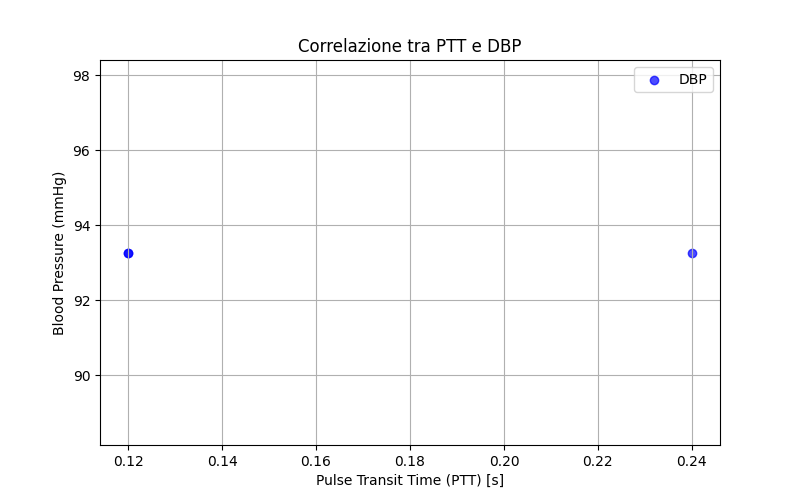 Correlazione tra PTT e DBP
DBP
98
96
94
92
90
Blood Pressure (mmHg)
0.12 0.14 0.16 0.18 0.20 0.22 0.24
Pulse Transit Time (PTT) [s]